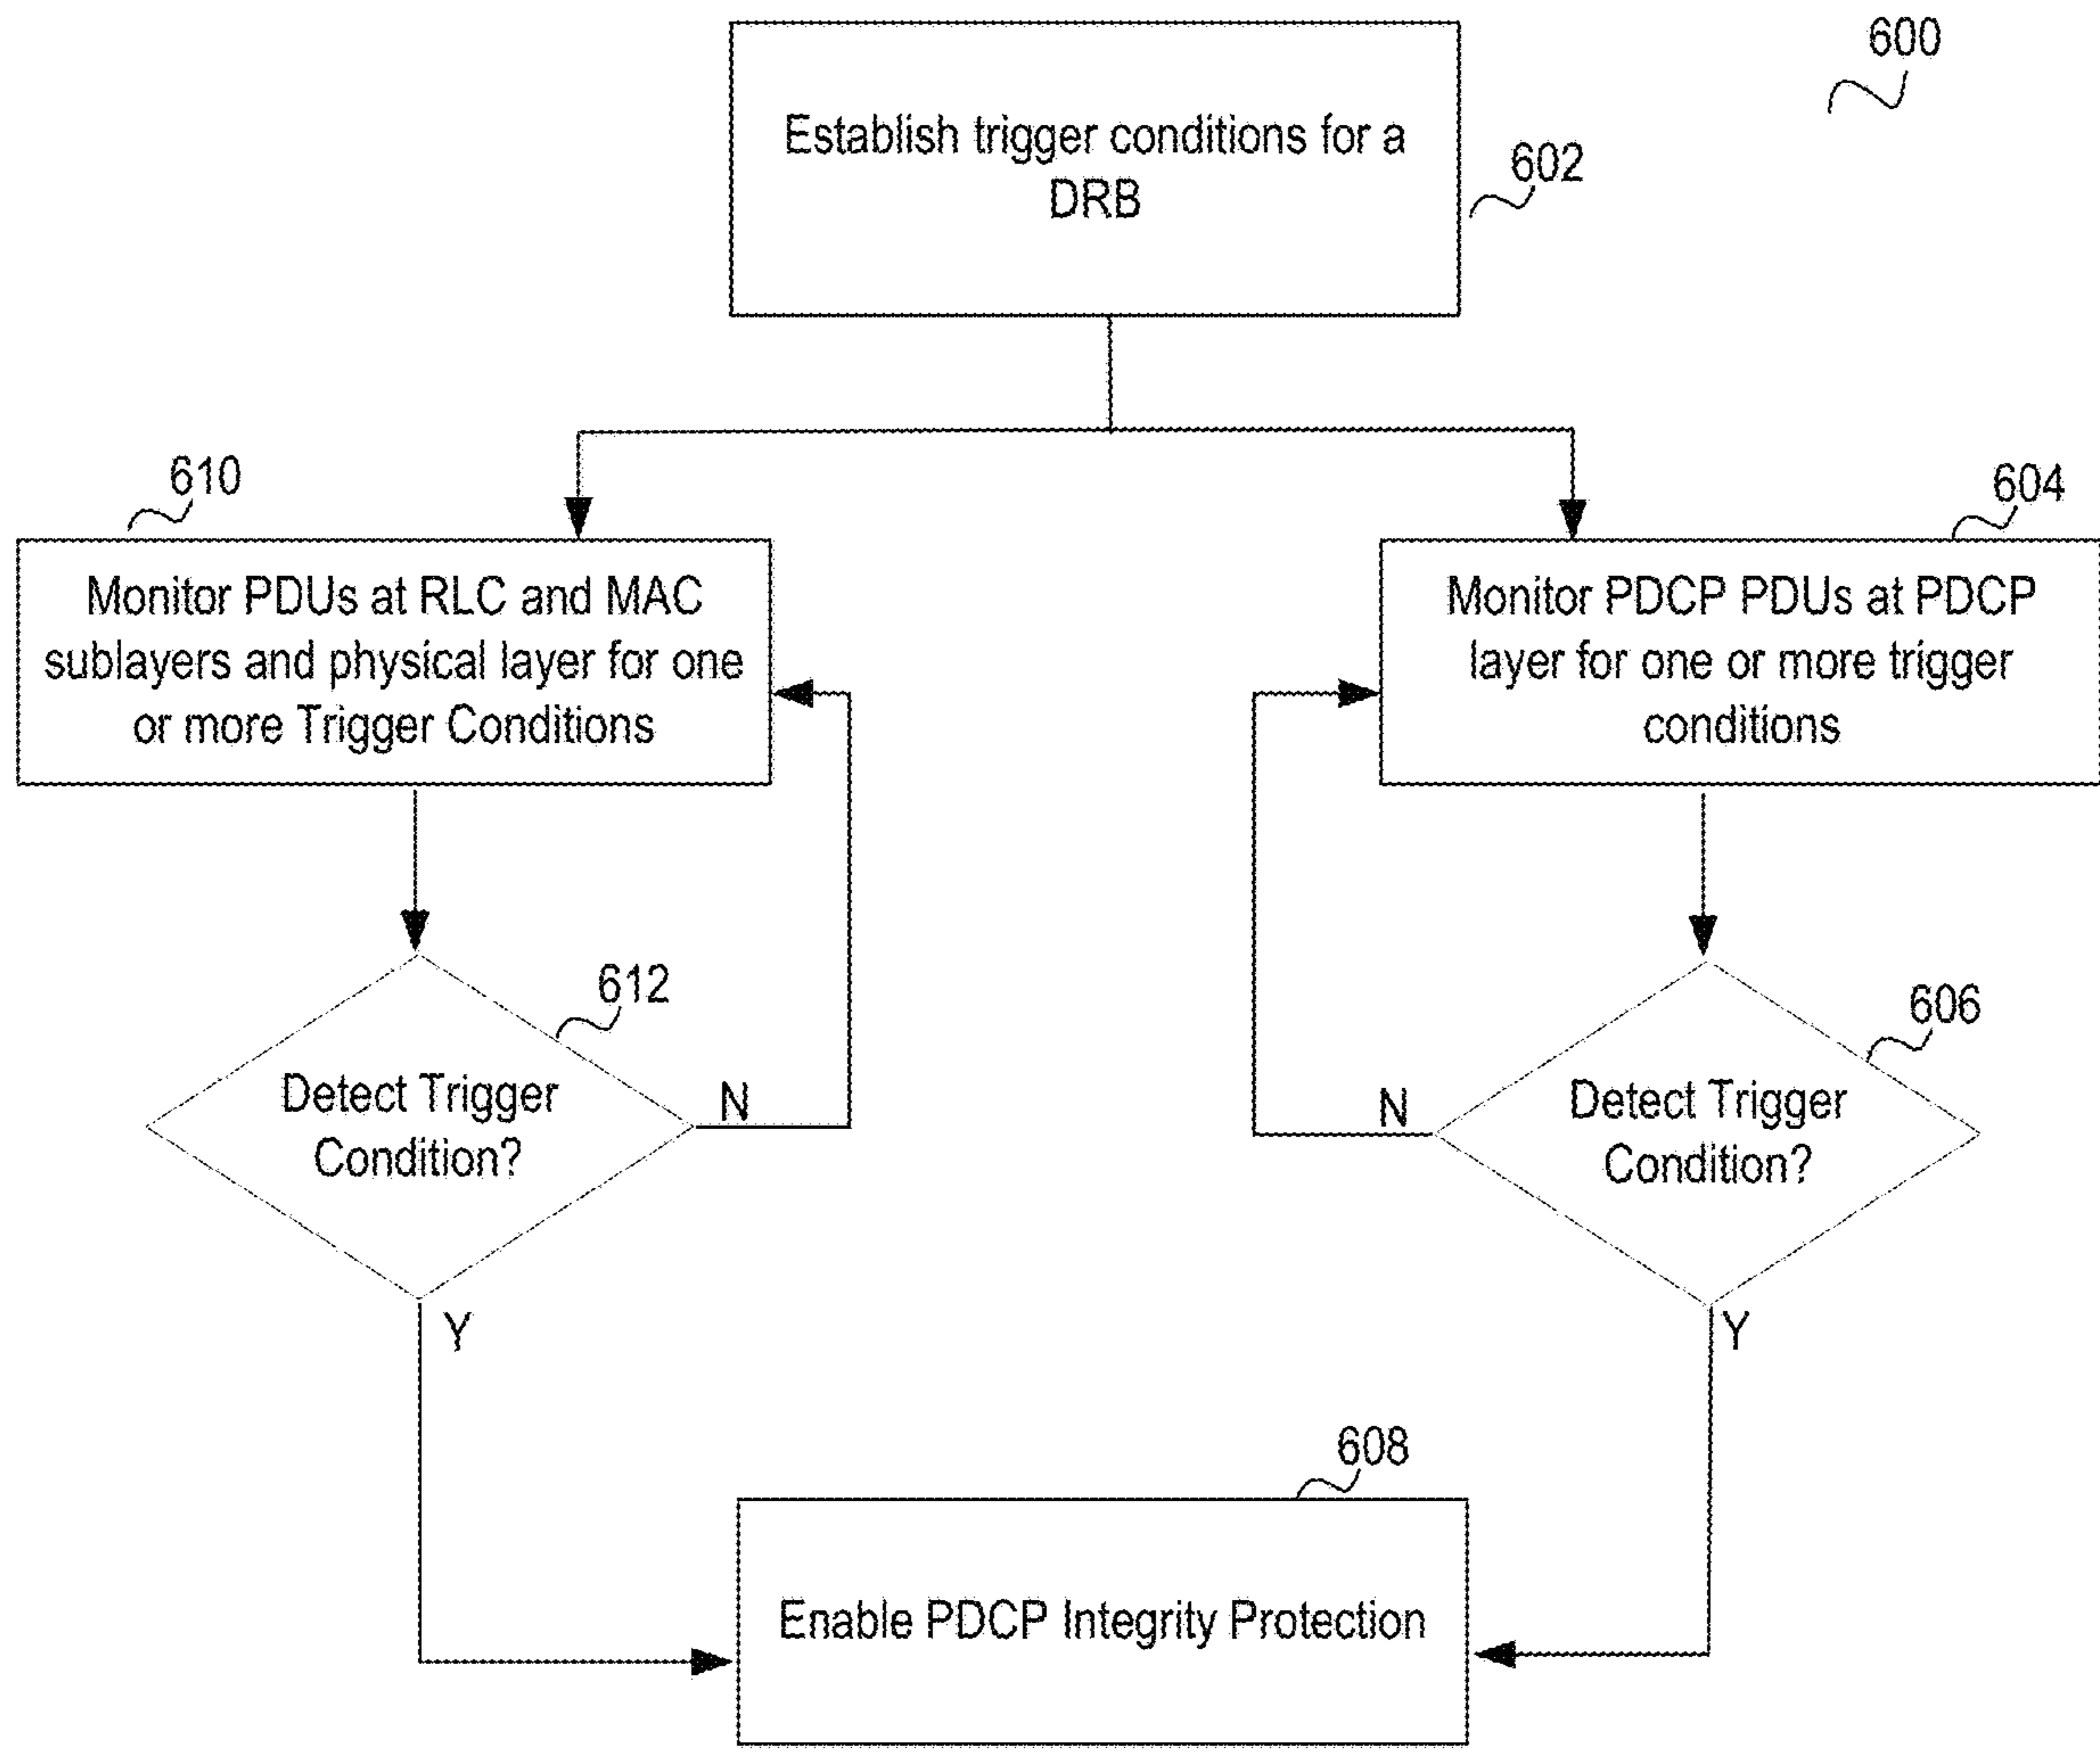 600
Establish trigger conditions for a
DRB
602
610
Monitor PDUs at RLC and MAC
sublayers and physical layer for one
or more Trigger Conditions
604
Monitor PDCP PDUs at PDCP
layer for one or more trigger
conditions
612
Detect Trigger
Condition?
N
Y
606
Detect Trigger
Condition?
N
Y
608
Enable PDCP Integrity Protection